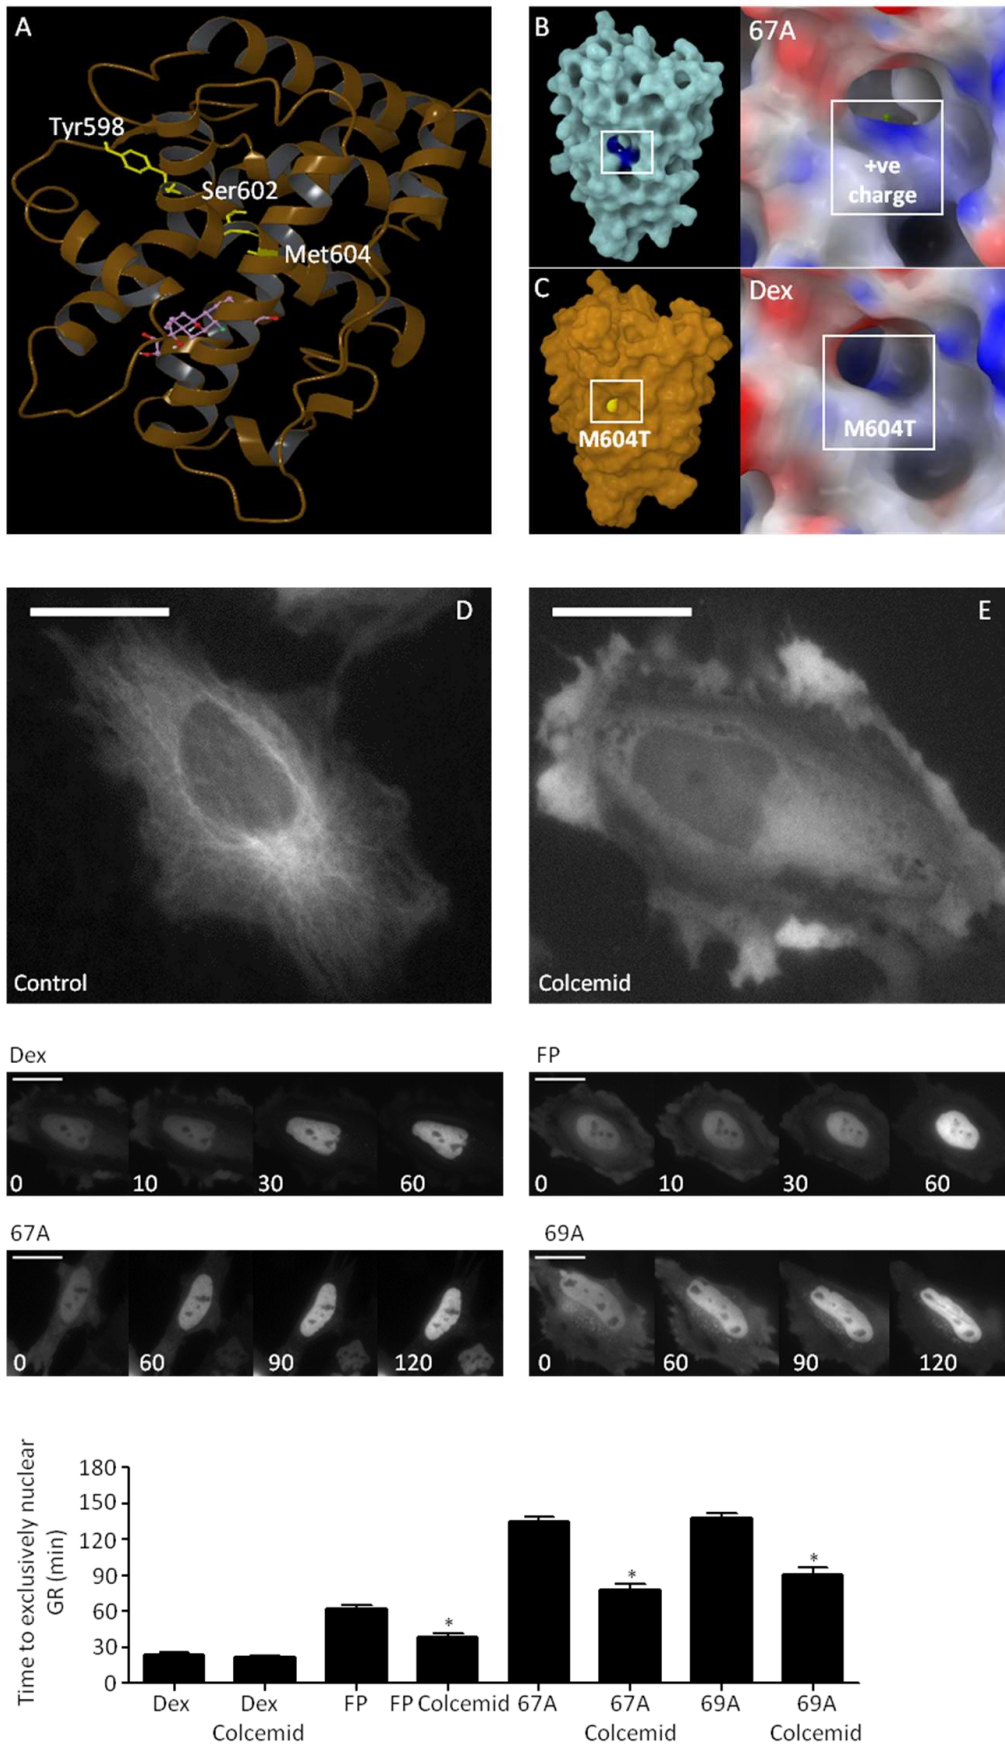 A
Tyr598
Ser602
Met604
B
67A
+ve
charge
C
M604T
Dex
M604T
D
Control
E
Colcemid
Dex
0 10 30 60
FP
0 10 30 60
67A
0 60 90 120
69A
0 60 90 120
Time to exclusively nuclear
GR (min)
180
150
120
90
60
30
0
* * *
Dex Dex Colcemid FP FP Colcemid 67A 67A Colcemid 69A 69A Colcemid